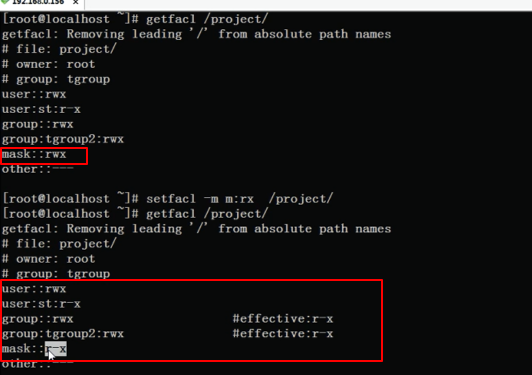 192.168.0.156
[root@localhost ~]# getfacl /project/
getfacl: Removing leading '/' from absolute path names
# file: project/
# owner: root
# group: tgroup
user::rwx
user:st:r-x
group::rwx
group:tgroup2:rwx
mask::rwx
other::---
[root@localhost ~]# setfacl -m m:rx  /project/
[root@localhost ~]# getfacl /project/
getfacl: Removing leading '/' from absolute path names
# file: project/
# owner: root
# group: tgroup
user::rwx
user:st:r-x
group::rwx #effective:r-x
group:tgroup2:rwx #effective:r-x
mask::r-x
other::---